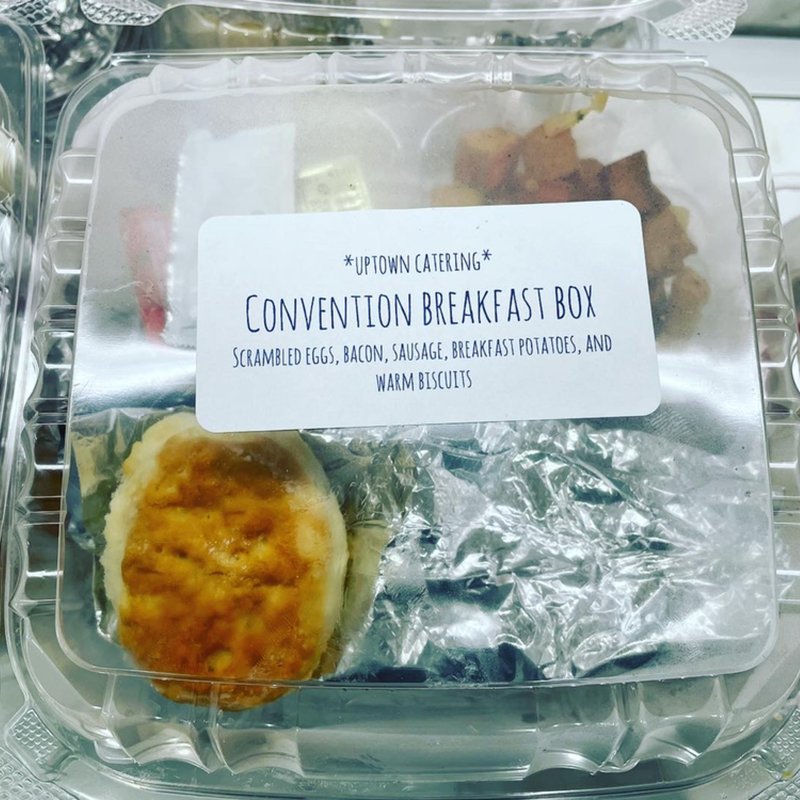 *UPTOWN CATERING*
CONVENTION BREAKFAST BOX
SCRAMBLED EGGS, BACON, SAUSAGE, BREAKFAST POTATOES, AND
WARM BISCUITS